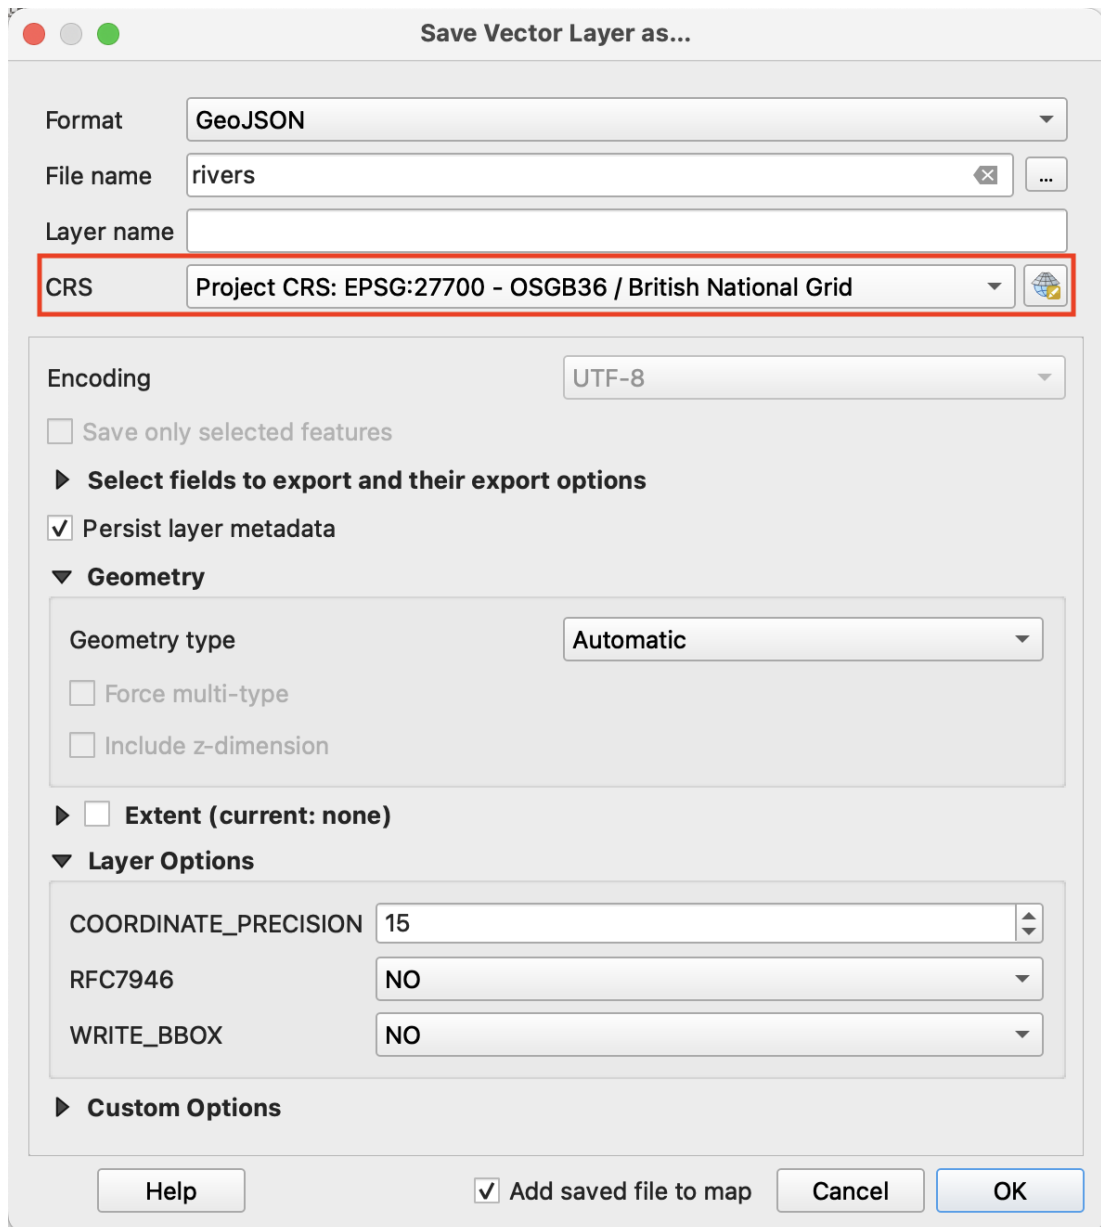 Save Vector Layer as...
Format GeoJSON
File name rivers ...
Layer name
CRS Project CRS: EPSG:27700 - OSGB36 / British National Grid
Encoding UTF-8
Save only selected features
Select fields to export and their export options
Persist layer metadata
Geometry
Geometry type Automatic
Force multi-type
Include z-dimension
Extent (current: none)
Layer Options
COORDINATE_PRECISION 15
RFC7946 NO
WRITE_BBOX NO
Custom Options
Help Add saved file to map Cancel OK